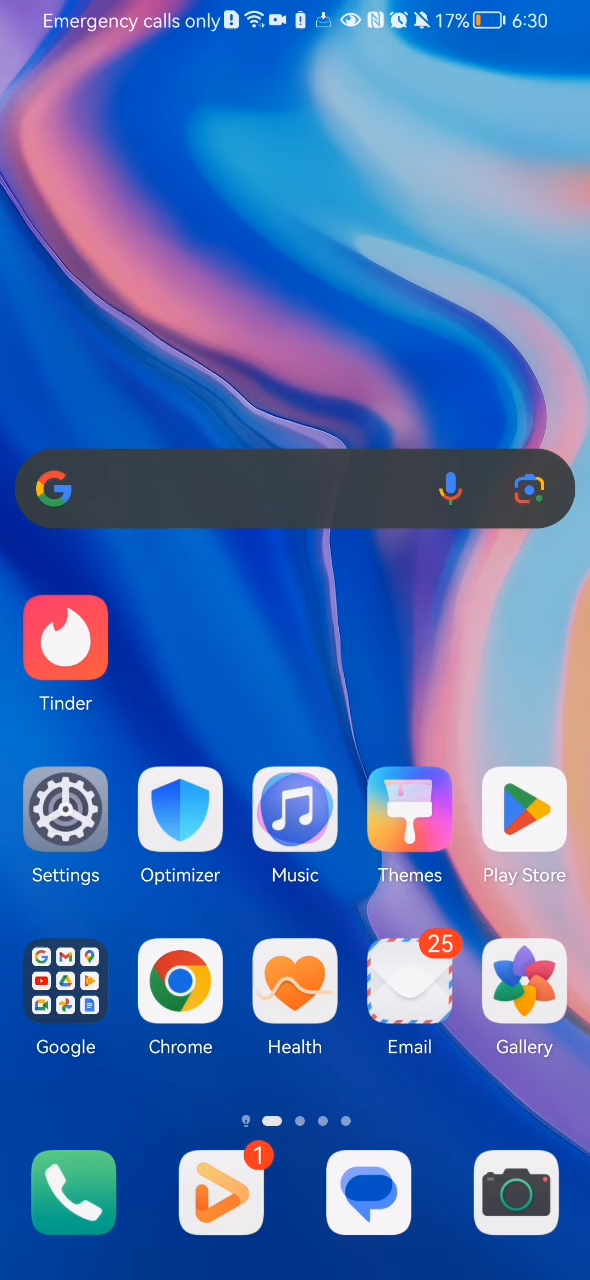 Emergency calls only 17% 6:30
Tinder
Settings Optimizer Music Themes Play Store
25
Google Chrome Health Email Gallery
1